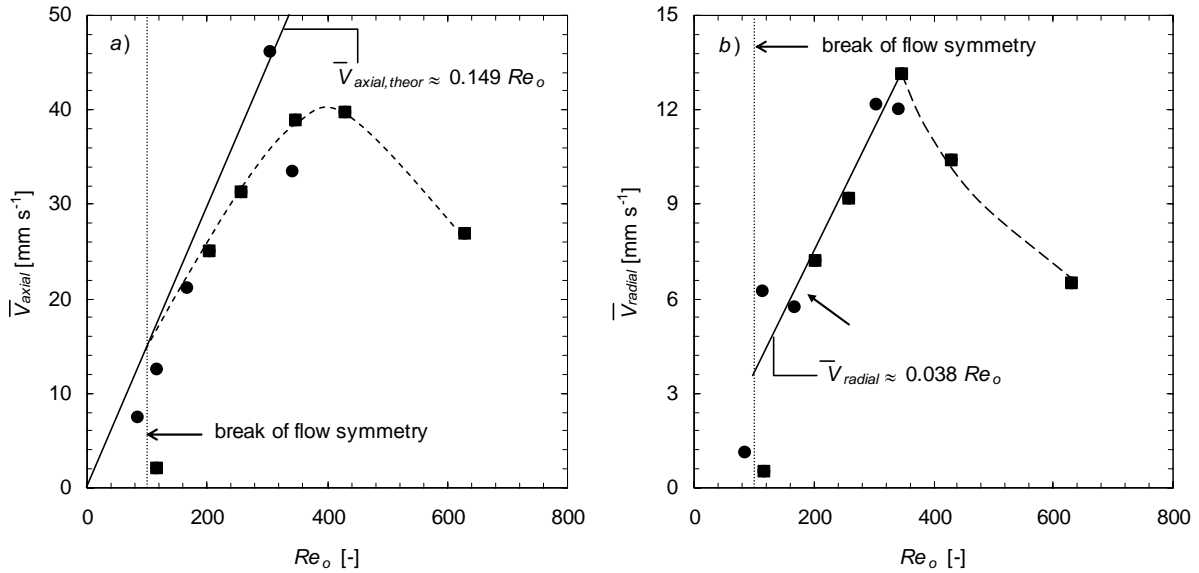 a)
break of flow symmetry
V̅axial,theor ≈ 0.149 Reo
V̅axial [mm s-1]
50
40
30
20
10
0
0 200 400 600 800
Reo [-]
b)
break of flow symmetry
V̅radial ≈ 0.038 Reo
V̅radial [mm s-1]
15
12
9
6
3
0
0 200 400 600 800
Reo [-]